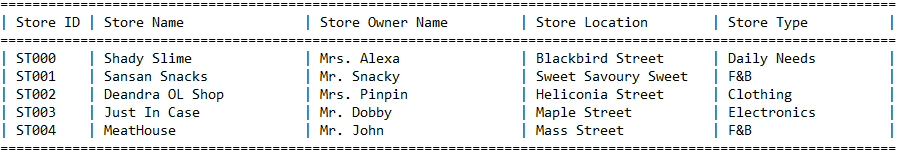 ==================================================================================================================
| Store ID | Store Name | Store Owner Name | Store Location | Store Type |
==================================================================================================================
| ST000 | Shady Slime | Mrs. Alexa | Blackbird Street | Daily Needs |
| ST001 | Sansan Snacks | Mr. Snacky | Sweet Savoury Sweet | F&B |
| ST002 | Deandra OL Shop | Mrs. Pinpin | Heliconia Street | Clothing |
| ST003 | Just In Case | Mr. Dobby | Maple Street | Electronics |
| ST004 | MeatHouse | Mr. John | Mass Street | F&B |
==================================================================================================================